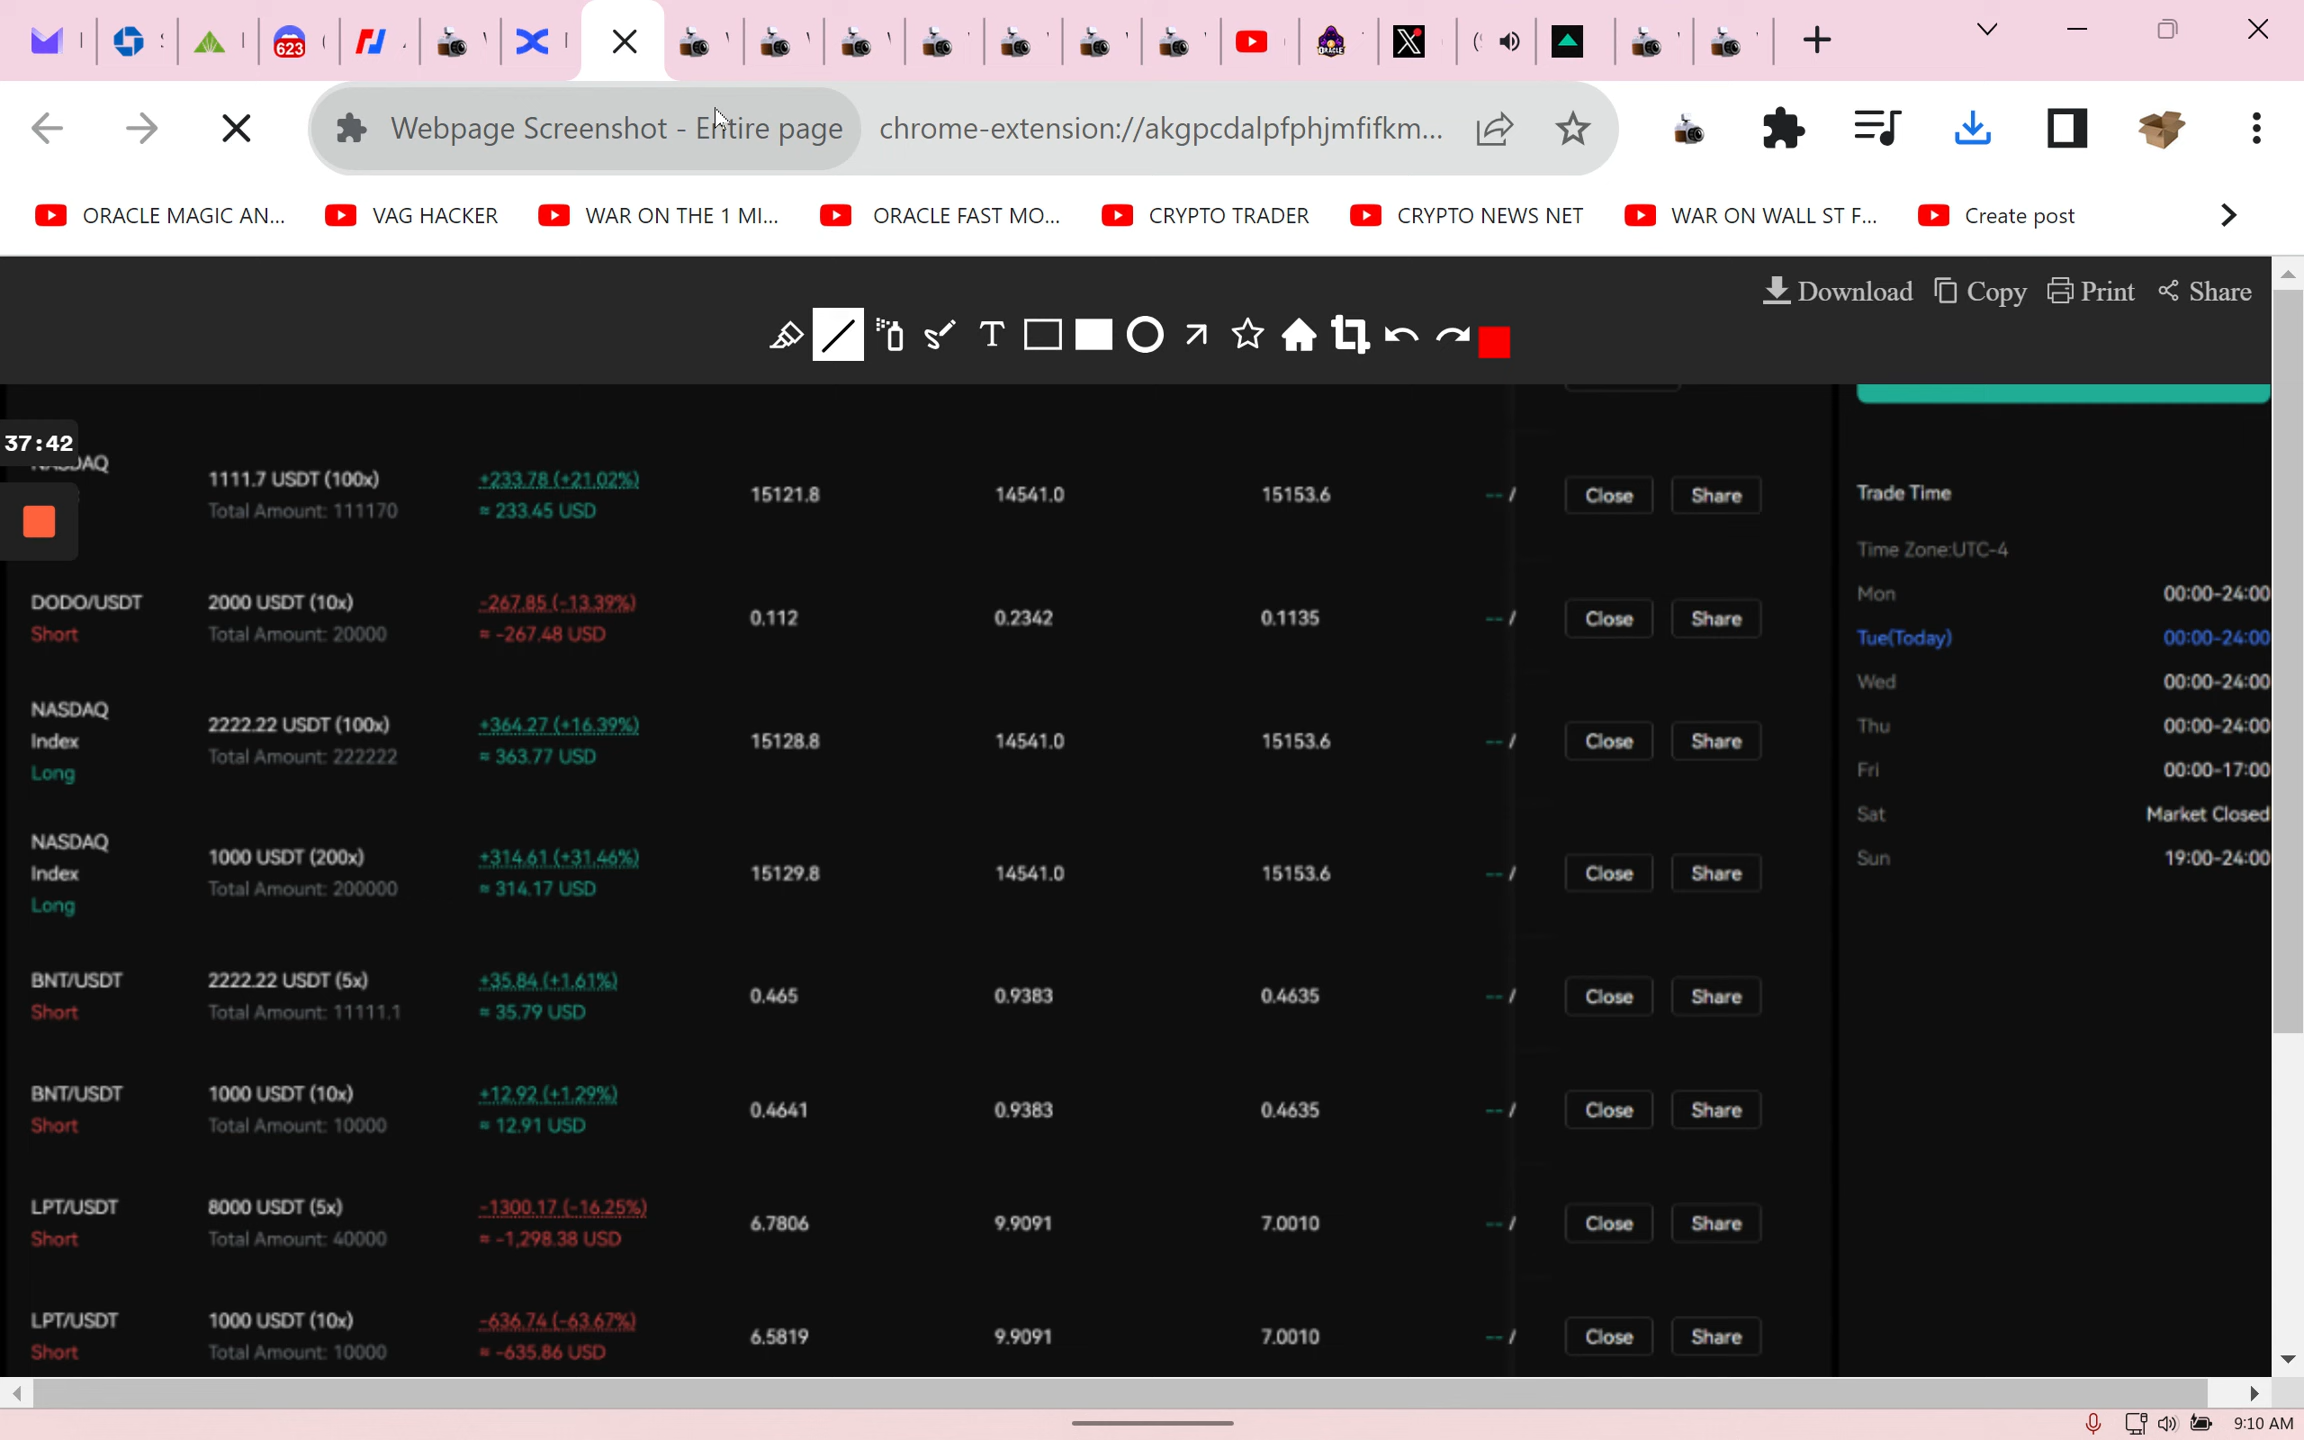 623
Webpage Screenshot - Entire page
chrome-extension://akgpcdalpfphjmfifkm...
ORACLE MAGIC AN...
VAG HACKER
WAR ON THE 1 MI...
ORACLE FAST MO...
CRYPTO TRADER
CRYPTO NEWS NET
WAR ON WALL ST F...
Create post
Download
Copy
Print
Share
37:42
1111.7 USDT (100x)
Total Amount: 111170
+233.78 (+21.02%)
≈ 233.45 USD
15121.8
14541.0
15153.6
-- /
Close
Share
DODO/USDT
Short
2000 USDT (10x)
Total Amount: 20000
-267.85 (-13.39%)
≈ -267.48 USD
0.112
0.2342
0.1135
-- /
Close
Share
NASDAQ
Index
Long
2222.22 USDT (100x)
Total Amount: 222222
+364.27 (+16.39%)
≈ 363.77 USD
15128.8
14541.0
15153.6
-- /
Close
Share
NASDAQ
Index
Long
1000 USDT (200x)
Total Amount: 200000
+314.61 (+31.46%)
≈ 314.17 USD
15129.8
14541.0
15153.6
-- /
Close
Share
BNT/USDT
Short
2222.22 USDT (5x)
Total Amount: 11111.1
+35.84 (+1.61%)
≈ 35.79 USD
0.465
0.9383
0.4635
-- /
Close
Share
BNT/USDT
Short
1000 USDT (10x)
Total Amount: 10000
+12.92 (+1.29%)
≈ 12.91 USD
0.4641
0.9383
0.4635
-- /
Close
Share
LPT/USDT
Short
8000 USDT (5x)
Total Amount: 40000
-1300.17 (-16.25%)
≈ -1,298.38 USD
6.7806
9.9091
7.0010
-- /
Close
Share
LPT/USDT
Short
1000 USDT (10x)
Total Amount: 10000
-636.74 (-63.67%)
≈ -635.86 USD
6.5819
9.9091
7.0010
-- /
Close
Share
Trade Time
Time Zone:UTC-4
Mon 00:00-24:00
Tue(Today) 00:00-24:00
Wed 00:00-24:00
Thu 00:00-24:00
Fri 00:00-17:00
Sat Market Closed
Sun 19:00-24:00
9:10 AM